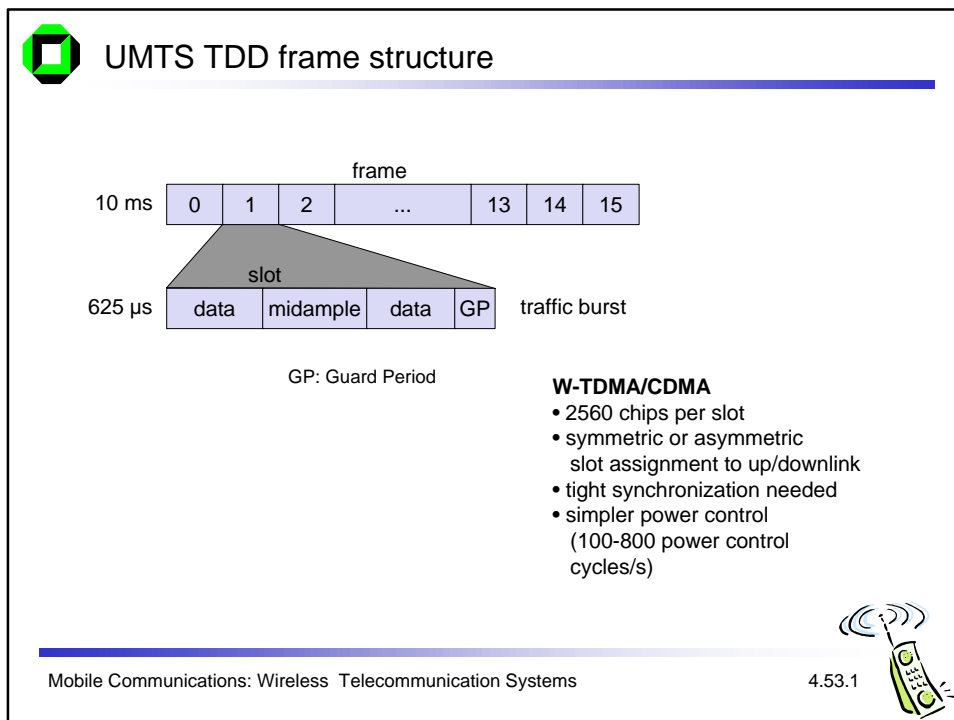 UMTS TDD frame structure
frame
10 ms 0 1 2 ... 13 14 15
slot
625 µs data midample data GP traffic burst
GP: Guard Period
W-TDMA/CDMA
• 2560 chips per slot
• symmetric or asymmetric
slot assignment to up/downlink
• tight synchronization needed
• simpler power control
(100-800 power control
cycles/s)
Mobile Communications: Wireless Telecommunication Systems 4.53.1